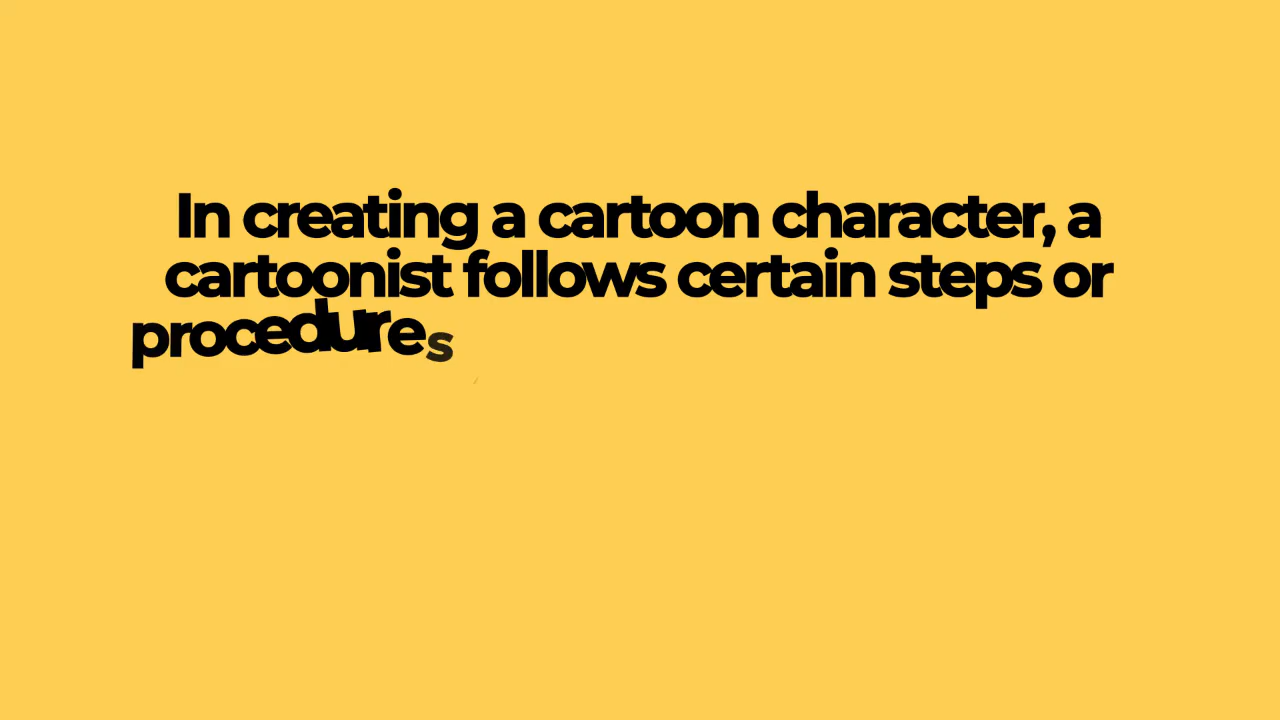 In creating a cartoon character, a
cartoonist follows certain steps or
procedures